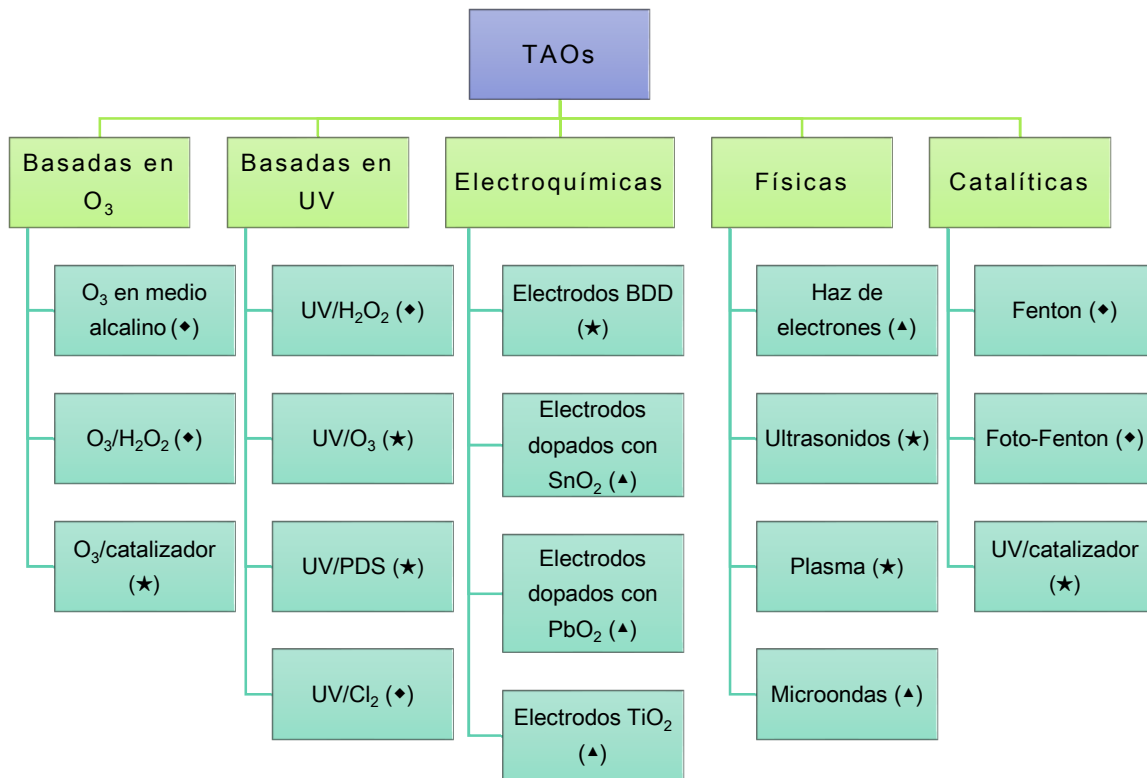 TAOs
Basadas en
O₃
O₃ en medio
alcalino (◆)
O₃/H₂O₂ (◆)
O₃/catalizador
(★)
Basadas en
UV
UV/H₂O₂ (◆)
UV/O₃ (★)
UV/PDS (★)
UV/Cl₂ (◆)
Electroquímicas
Electrodos BDD
(★)
Electrodos
dopados con
SnO₂ (▲)
Electrodos
dopados con
PbO₂ (▲)
Electrodos TiO₂
(▲)
Físicas
Haz de
electrones (▲)
Ultrasonidos (★)
Plasma (★)
Microondas (▲)
Catalíticas
Fenton (◆)
Foto-Fenton (◆)
UV/catalizador
(★)